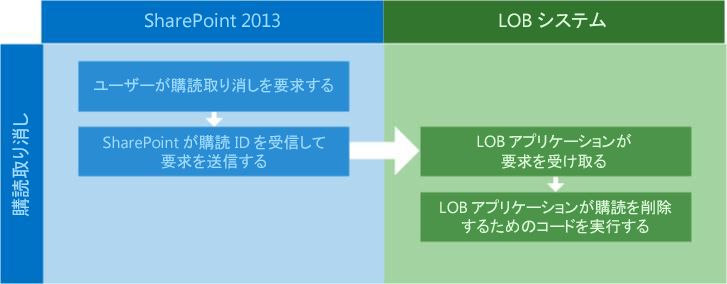 SharePoint 2013
LOB システム
購読取り消し
ユーザーが購読取り消しを要求する
SharePoint が購読 ID を受信して
要求を送信する
LOB アプリケーションが
要求を受け取る
LOB アプリケーションが購読を削除
するためのコードを実行する